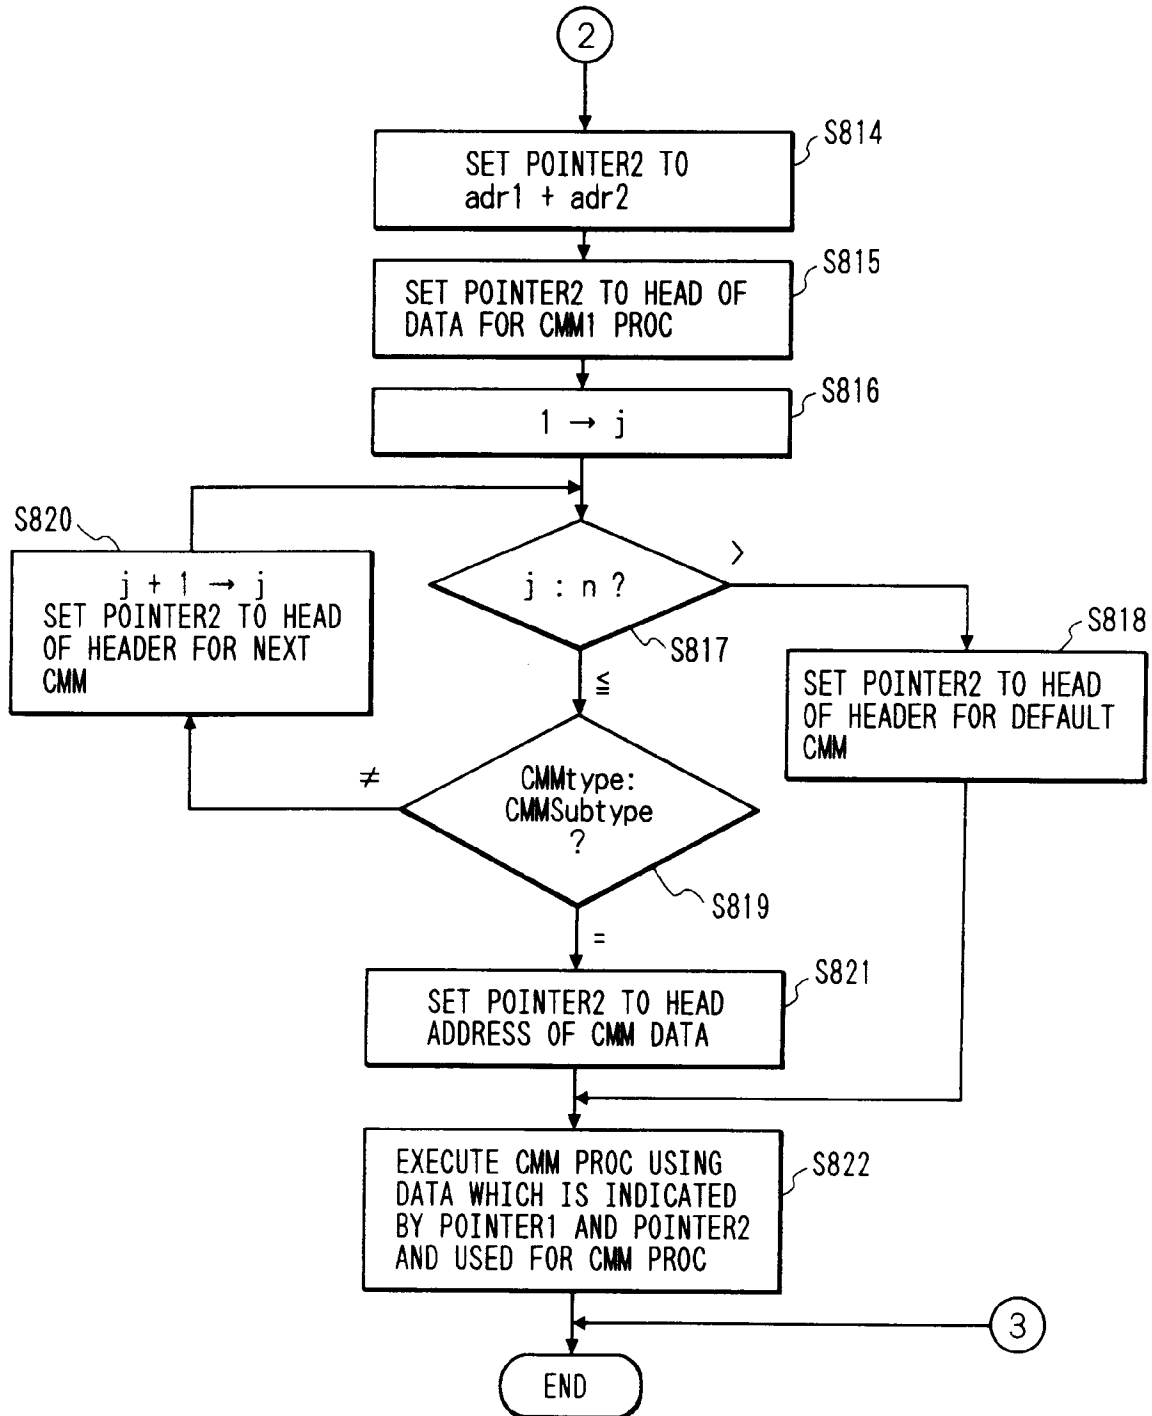 2
S814
SET POINTER2 TO
adr1 + adr2
S815
SET POINTER2 TO HEAD OF
DATA FOR CMM1 PROC
S816
1 → j
S820
j + 1 → j
SET POINTER2 TO HEAD
OF HEADER FOR NEXT
CMM
j : n ?
>
S817
≦
S818
SET POINTER2 TO HEAD
OF HEADER FOR DEFAULT
CMM
≠
CMMtype:
CMMSubtype
?
S819
=
S821
SET POINTER2 TO HEAD
ADDRESS OF CMM DATA
S822
EXECUTE CMM PROC USING
DATA WHICH IS INDICATED
BY POINTER1 AND POINTER2
AND USED FOR CMM PROC
3
END